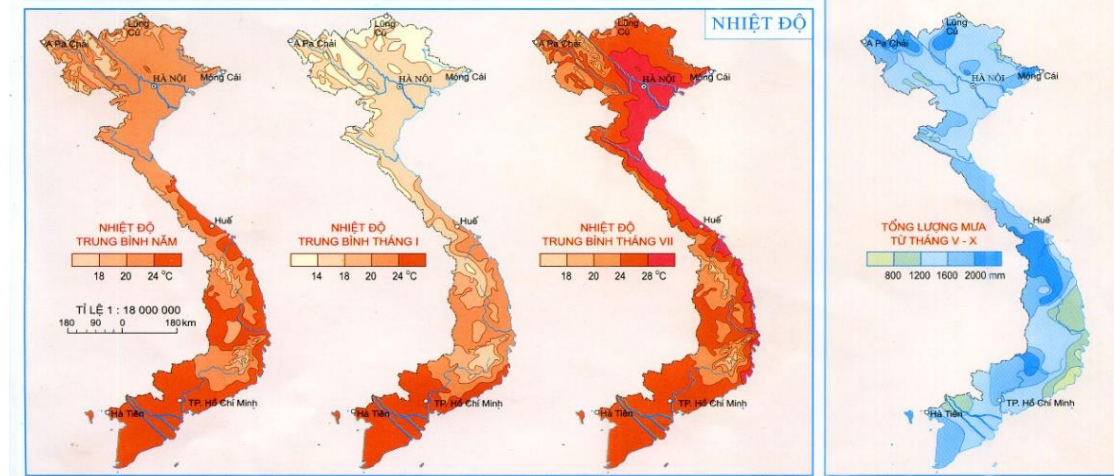 NHIỆT ĐỘ
Lũng
Cú
A Pa Chải
HÀ NỘI
Móng Cái
Huế
NHIỆT ĐỘ
TRUNG BÌNH NĂM
18 20 24 °C
TỈ LỆ 1 : 18 000 000
180 90 0 180 km
TP. Hồ Chí Minh
Hà Tiên
Lũng
Cú
A Pa Chải
HÀ NỘI
Móng Cái
Huế
NHIỆT ĐỘ
TRUNG BÌNH THÁNG I
14 18 20 24 °C
TP. Hồ Chí Minh
Hà Tiên
Lũng
Cú
A Pa Chải
HÀ NỘI
Móng Cái
Huế
NHIỆT ĐỘ
TRUNG BÌNH THÁNG VII
18 20 24 28 °C
TP. Hồ Chí Minh
Hà Tiên
Lũng
Cú
A Pa Chải
HÀ NỘI
Móng Cái
Huế
TỔNG LƯỢNG MƯA
TỪ THÁNG V - X
800 1200 1600 2000 mm
TP. Hồ Chí Minh
Hà Tiên